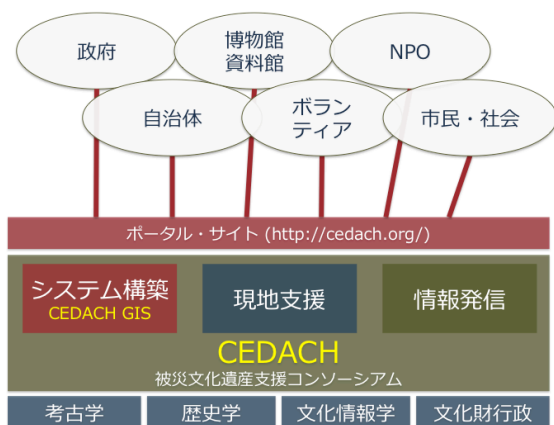 政府
博物館
資料館
NPO
自治体
ボラン
ティア
市民・社会
ポータル・サイト (http://cedach.org/)
システム構築
CEDACH GIS
現地支援
情報発信
CEDACH
被災文化遺産支援コンソーシアム
考古学
歴史学
文化情報学
文化財行政